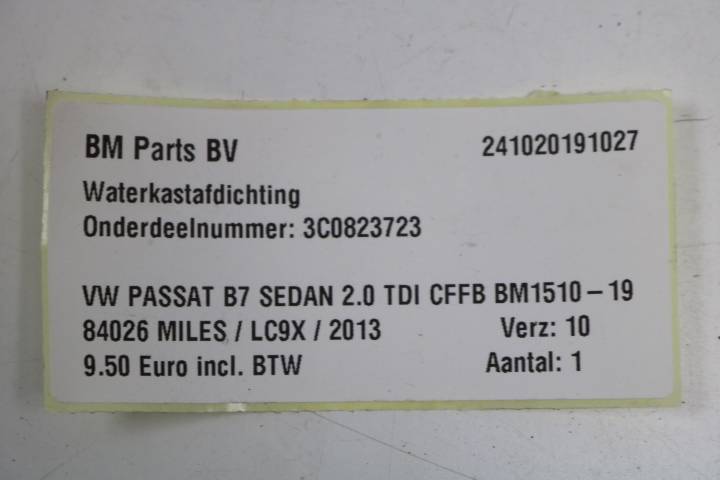 BM Parts BV 241020191027
Waterkastafdichting
Onderdeelnummer: 3C0823723
VW PASSAT B7 SEDAN 2.0 TDI CFFB BM1510-19
84026 MILES / LC9X / 2013 Verz: 10
9.50 Euro incl. BTW Aantal: 1